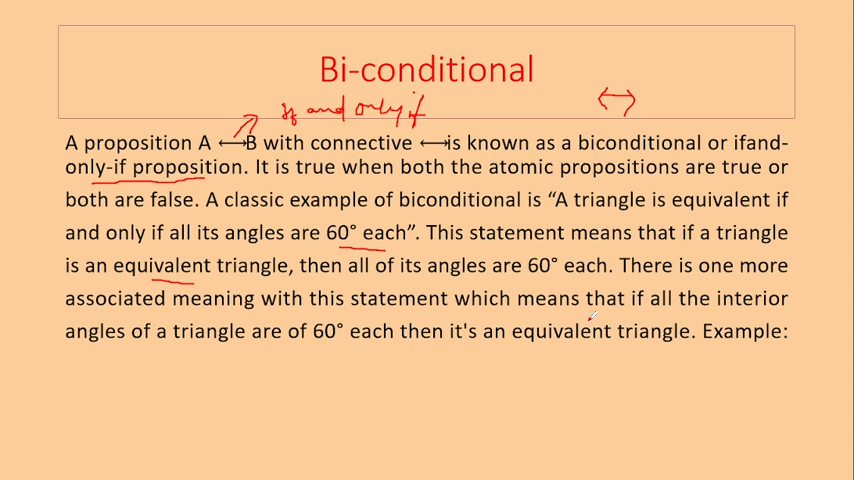 Bi-conditional
If and only if
↔
A proposition A ⟷B with connective ⟷is known as a biconditional or ifand-
only-if proposition. It is true when both the atomic propositions are true or
both are false. A classic example of biconditional is “A triangle is equivalent if
and only if all its angles are 60° each”. This statement means that if a triangle
is an equivalent triangle, then all of its angles are 60° each. There is one more
associated meaning with this statement which means that if all the interior
angles of a triangle are of 60° each then it's an equivalent triangle. Example: